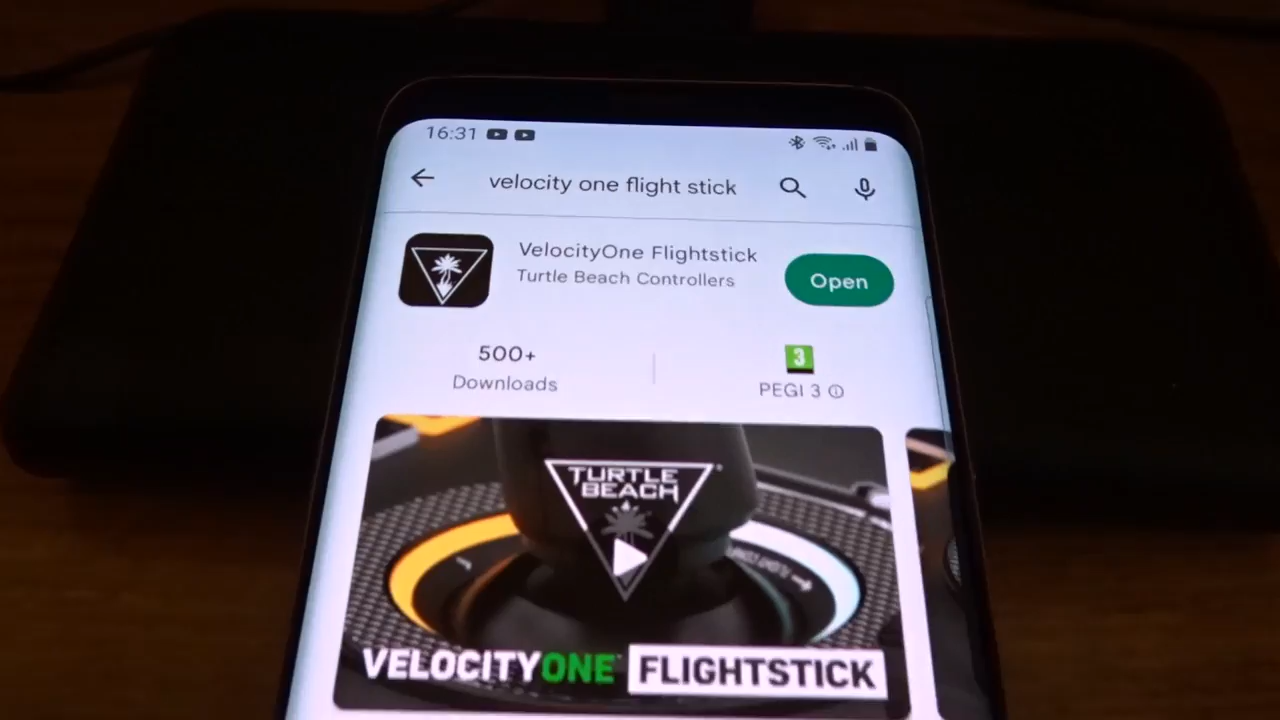 16:31
velocity one flight stick
VelocityOne Flightstick
Turtle Beach Controllers
Open
500+
Downloads
3
PEGI 3
TURTLE
BEACH
VELOCITYONE FLIGHTSTICK